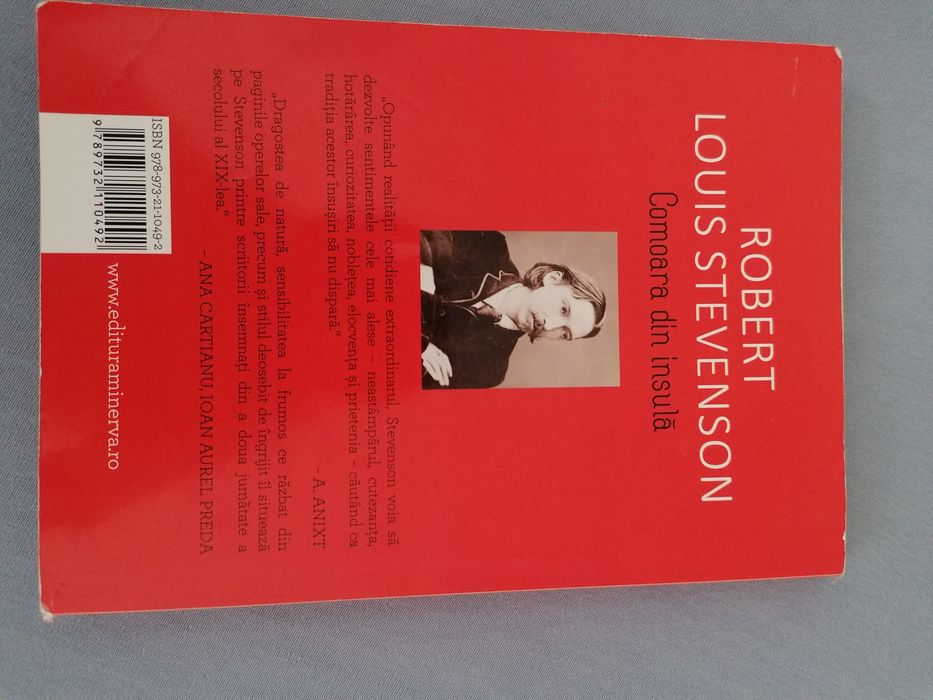 ROBERT
LOUIS STEVENSON
Comoara din insulă
„Opunând realității cotidiene extraordinarul, Stevenson voia să
dezvolte sentimentele cele mai alese – neastâmpărul, cutezanța,
hotărârea, curiozitatea, noblețea, elocvența și prietenia – căutând ca
tradiția acestor însușiri să nu dispară.“
– A. ANIXT
„Dragostea de natură, sensibilitatea la frumos ce răzbat din
paginile operelor sale, precum și stilul deosebit de îngrijit îl situează
pe Stevenson printre scriitorii însemnați din a doua jumătate a
secolului al XIX-lea.“
– ANA CARTIANU, IOAN AUREL PREDA
ISBN 978-973-21-1049-2
9 789732 110492
www.edituraminerva.ro